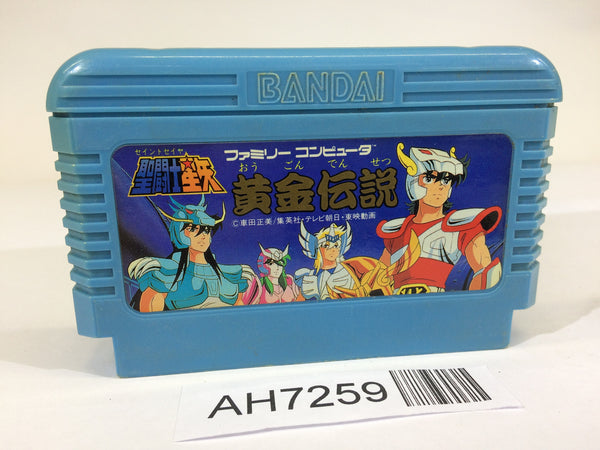 BANDAI
セイントセイヤ
聖闘士星矢
ファミリー コンピュータ
おう ごん でん せつ
黄金伝説
©車田正美/集英社・テレビ朝日・東映動画
AH7259